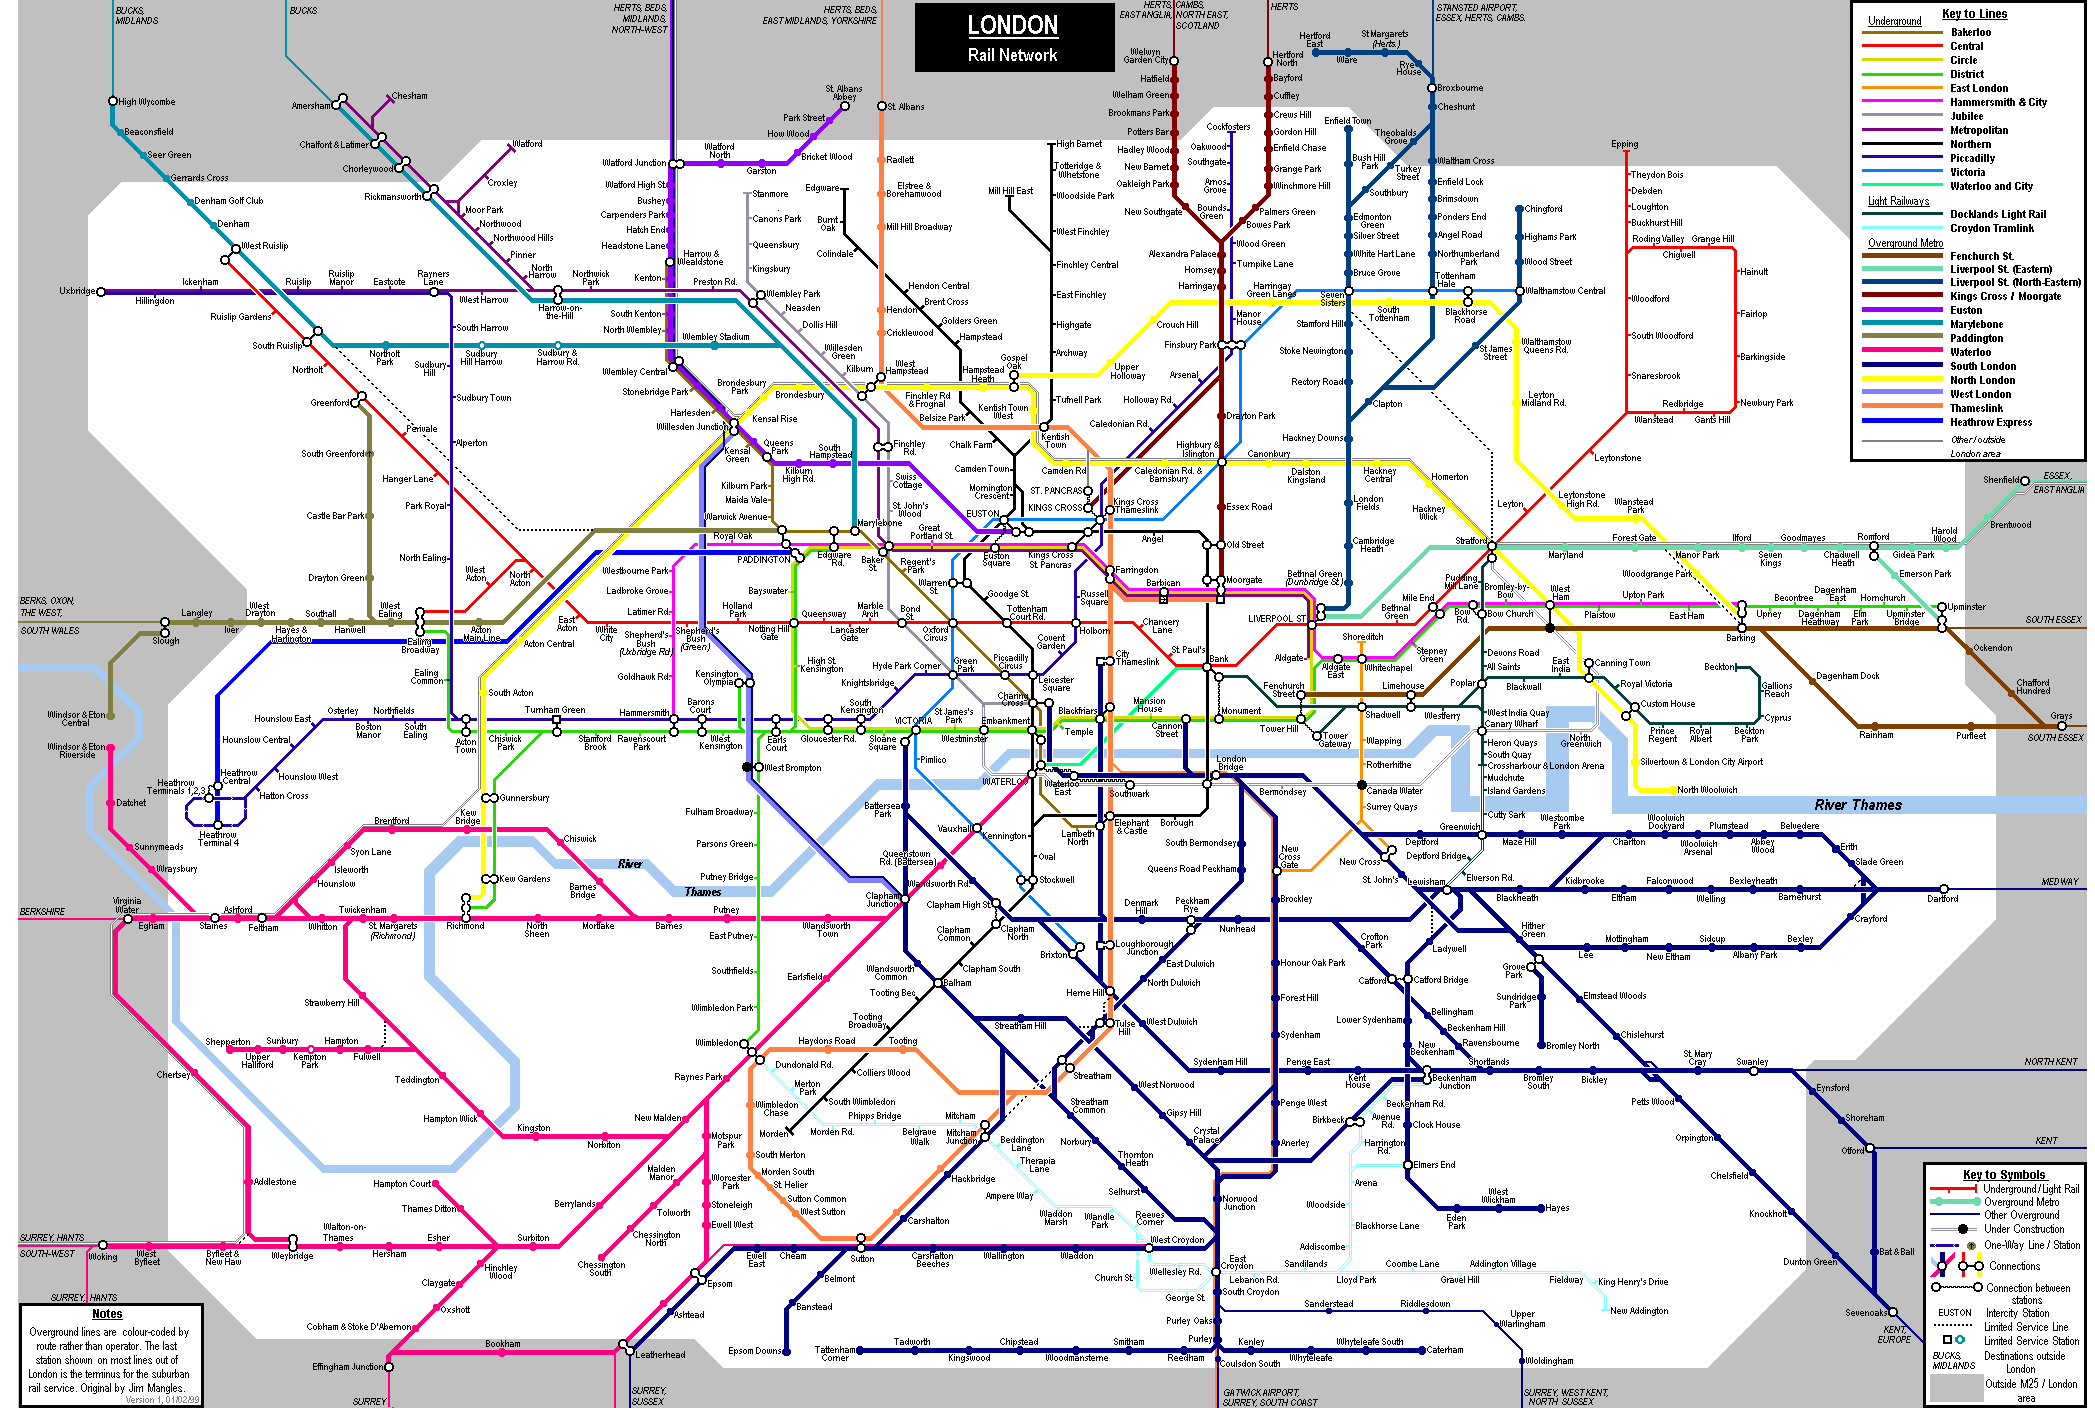 BUCKS,
MIDLANDS
BUCKS
HERTS, BEDS,
MIDLANDS,
NORTH-WEST
HERTS, BEDS,
EAST MIDLANDS, YORKSHIRE
LONDON
Rail Network
HERTS, CAMBS,
EAST ANGLIA, NORTH EAST,
SCOTLAND
HERTS
STANSTED AIRPORT,
ESSEX, HERTS, CAMBS.
Key to Lines
Underground
Bakerloo
Central
Circle
District
East London
Hammersmith & City
Jubilee
Metropolitan
Northern
Piccadilly
Victoria
Waterloo and City
Light Railways
Docklands Light Rail
Croydon Tramlink
Overground Metro
Fenchurch St.
Liverpool St. (Eastern)
Liverpool St. (North-Eastern)
Kings Cross / Moorgate
Euston
Marylebone
Paddington
Waterloo
South London
North London
West London
Thameslink
Heathrow Express
Other / outside
London area
High Wycombe
Beaconsfield
Seer Green
Gerrards Cross
Denham Golf Club
Denham
West Ruislip
Amersham
Chesham
Chalfont & Latimer
Chorleywood
Rickmansworth
Watford
Croxley
Moor Park
Northwood
Northwood Hills
Pinner
North
Harrow
St. Albans
Abbey
Park Street
How Wood
Bricket Wood
Watford
North
Garston
Watford Junction
Watford High St.
Bushey
Carpenders Park
Hatch End
Headstone Lane
Harrow &
Wealdstone
Kenton
South Kenton
North Wembley
Wembley Central
Stonebridge Park
Harlesden
Willesden Junction
St. Albans
Radlett
Elstree &
Borehamwood
Mill Hill Broadway
Hendon
Cricklewood
Stanmore
Canons Park
Queensbury
Kingsbury
Wembley Park
Neasden
Dollis Hill
Willesden
Green
Kilburn
West
Hampstead
Edgware
Burnt
Oak
Colindale
Hendon Central
Brent Cross
Golders Green
Hampstead
Belsize Park
Chalk Farm
Camden Town
Mornington
Crescent
High Barnet
Totteridge &
Whetstone
Woodside Park
Mill Hill East
West Finchley
Finchley Central
East Finchley
Highgate
Archway
Tufnell Park
Kentish
Town
Welwyn
Garden City
Hatfield
Welham Green
Brookmans Park
Potters Bar
Hadley Wood
New Barnet
Oakleigh Park
New Southgate
Hertford
North
Bayford
Cuffley
Crews Hill
Gordon Hill
Enfield Chase
Grange Park
Winchmore Hill
Palmers Green
Bowes Park
Cockfosters
Oakwood
Southgate
Arnos
Grove
Bounds
Green
Wood Green
Turnpike Lane
Alexandra Palace
Hornsey
Harringay
Harringay
Green Lanes
Manor
House
Finsbury Park
Hertford
East
Ware
St Margarets
(Herts.)
Rye
House
Broxbourne
Cheshunt
Theobalds
Grove
Enfield Town
Bush Hill
Park
Turkey
Street
Southbury
Waltham Cross
Enfield Lock
Brimsdown
Ponders End
Angel Road
Northumberland
Park
Tottenham
Hale
Edmonton
Green
Silver Street
White Hart Lane
Bruce Grove
Seven
Sisters
Stamford Hill
Stoke Newington
Rectory Road
Clapton
Hackney Downs
London
Fields
Cambridge
Heath
Bethnal Green
(Dunbridge St.)
Chingford
Highams Park
Wood Street
Walthamstow Central
St James
Street
South
Tottenham
Blackhorse
Road
Walthamstow
Queens Rd.
Leyton
Midland Rd.
Leytonstone
High Rd.
Wanstead
Park
Woodgrange Park
Epping
Theydon Bois
Debden
Loughton
Buckhurst Hill
Roding Valley
Grange Hill
Chigwell
Hainult
Woodford
Fairlop
South Woodford
Barkingside
Snaresbrook
Redbridge
Newbury Park
Wanstead
Gants Hill
Leytonstone
Leyton
Stratford
Uxbridge
Hillingdon
Ickenham
Ruislip
Ruislip
Manor
Eastcote
Rayners
Lane
West Harrow
Harrow-on-
the-Hill
Northwick
Park
Preston Rd.
Ruislip Gardens
South Ruislip
Northolt
Greenford
Perivale
Hanger Lane
South Harrow
Sudbury
Hill
Sudbury Town
Alperton
Park Royal
North Ealing
Northolt
Park
Sudbury
Hill Harrow
Sudbury &
Harrow Rd.
Wembley Stadium
South Greenford
Castle Bar Park
Drayton Green
West
Acton
North
Acton
Brondesbury
Park
Brondesbury
Kensal Rise
Kensal
Green
Queens
Park
South
Hampstead
Kilburn
High Rd.
Kilburn Park
Maida Vale
Warwick Avenue
Finchley Rd
& Frognal
Finchley
Rd.
Swiss
Cottage
St. John's
Wood
Hampstead
Heath
Gospel
Oak
Kentish Town
West
Upper
Holloway
Crouch Hill
Arsenal
Holloway Rd.
Caledonian Rd.
Drayton Park
Highbury &
Islington
Camden Rd.
Caledonian Rd. &
Barnsbury
Canonbury
Dalston
Kingsland
Hackney
Central
Homerton
Hackney
Wick
Essex Road
Old Street
Moorgate
ST. PANCRAS
KINGS CROSS
EUSTON
Kings Cross
Thameslink
Angel
Marylebone
Great
Portland St.
Euston
Square
Kings Cross
St. Pancras
Royal Oak
PADDINGTON
Edgware
Rd.
Baker
St.
Regent's
Park
Warren
St.
Goodge St.
Farringdon
Barbican
Russell
Square
Westbourne Park
Ladbroke Grove
Latimer Rd.
Bayswater
Holland
Park
Queensway
Marble
Arch
Bond
St.
Oxford
Circus
Tottenham
Court Rd.
Holborn
Chancery
Lane
St. Paul's
Bank
LIVERPOOL ST.
East
Acton
White
City
Shepherd's
Bush
(Uxbridge Rd)
Shepherd's
Bush
(Green)
Notting Hill
Gate
Lancaster
Gate
Goldhawk Rd.
Kensington
Olympia
High St.
Kensington
Hyde Park Corner
Knightsbridge
Green
Park
Piccadilly
Circus
Covent
Garden
Leicester
Square
Charing
Cross
City
Thameslink
Mansion
House
Blackfriars
Temple
Cannon
Street
Monument
Tower Hill
Tower
Gateway
Fenchurch
Street
Aldgate
Aldgate
East
Shoreditch
Whitechapel
Stepney
Green
Mile End
Bethnal
Green
Bow
Rd.
Bow Church
Bromley-by-
Bow
Pudding
Mill Lane
West
Ham
Plaistow
Upton Park
East Ham
Barking
Upney
Becontree
Dagenham
Heathway
Dagenham
East
Elm
Park
Hornchurch
Upminster
Bridge
Upminster
Maryland
Forest Gate
Manor Park
Ilford
Seven
Kings
Goodmayes
Chadwell
Heath
Romford
Gidea Park
Harold
Wood
Brentwood
Shenfield
Emerson Park
ESSEX,
EAST ANGLIA
SOUTH ESSEX
Ockendon
Chafford
Hundred
Grays
SOUTH ESSEX
Dagenham Dock
Rainham
Purfleet
Devons Road
All Saints
Poplar
Blackwall
East
India
Canning Town
Royal Victoria
Custom House
Prince
Regent
Royal
Albert
Beckton
Park
Cyprus
Gallions
Reach
Beckton
Limehouse
Westferry
Shadwell
Wapping
Rotherhithe
Canada Water
Surrey Quays
West India Quay
Canary Wharf
Heron Quays
South Quay
Crossharbour & London Arena
Mudchute
Island Gardens
Cutty Sark
Greenwich
North
Greenwich
Silvertown & London City Airport
North Woolwich
River Thames
BERKS, OXON,
THE WEST,
SOUTH WALES
Langley
Iver
West
Drayton
Hayes &
Harlington
Southall
Hanwell
West
Ealing
Ealing
Broadway
Acton
Main Line
Acton Central
South Acton
Slough
Windsor & Eton
Central
Windsor & Eton
Riverside
Datchet
Sunnymeads
Wraysbury
Heathrow
Central
Heathrow
Terminals 1,2,3
Heathrow
Terminal 4
Hatton Cross
Hounslow West
Hounslow Central
Hounslow East
Osterley
Boston
Manor
Northfields
South
Ealing
Ealing
Common
Acton
Town
Chiswick
Park
Turnham Green
Stamford
Brook
Ravenscourt
Park
Hammersmith
Barons
Court
West
Kensington
Earls
Court
Gloucester Rd.
South
Kensington
Sloane
Square
VICTORIA
St James's
Park
Westminster
Embankment
WATERLOO
Waterloo
East
Southwark
London
Bridge
Bermondsey
Pimlico
Battersea
Park
Vauxhall
Kennington
Lambeth
North
Elephant
& Castle
Borough
Oval
Stockwell
West Brompton
Fulham Broadway
Parsons Green
Putney Bridge
East Putney
Southfields
Wimbledon Park
Wimbledon
Gunnersbury
Kew Gardens
Richmond
Kew
Bridge
Brentford
Syon Lane
Isleworth
Hounslow
Chiswick
Barnes
Bridge
River
Thames
BERKSHIRE
Virginia
Water
Egham
Staines
Ashford
Feltham
Whitton
Twickenham
St. Margarets
(Richmond)
North
Sheen
Mortlake
Barnes
Putney
Wandsworth
Town
Clapham
Junction
Queenstown
Rd. (Battersea)
Wandsworth Rd.
Clapham High St.
Clapham
North
Clapham
Common
Clapham South
Brixton
Wandsworth
Common
Balham
Tooting Bec
Tooting
Broadway
Colliers Wood
South Wimbledon
Morden
Earlsfield
Strawberry Hill
Shepperton
Upper
Halliford
Sunbury
Kempton
Park
Hampton
Fulwell
Teddington
Hampton Wick
Kingston
Norbiton
New Malden
Raynes Park
Chertsey
Addlestone
Motspur
Park
Malden
Manor
Worcester
Park
Stoneleigh
Ewell West
Tolworth
Chessington
North
Chessington
South
Berrylands
Surbiton
Hampton Court
Thames Ditton
Hinchley
Wood
Claygate
Oxshott
Cobham & Stoke D'Abernon
Effingham Junction
Bookham
Leatherhead
Ashtead
Epsom
SURREY, HANTS
SOUTH-WEST
Woking
West
Byfleet
Byfleet &
New Haw
Weybridge
Walton-on-
Thames
Hersham
Esher
SURREY, HANTS
SURREY
SURREY,
SUSSEX
Haydons Road
Tooting
Dundonald Rd.
Merton
Park
Wimbledon
Chase
South Merton
Morden South
St. Helier
Sutton Common
West Sutton
Sutton
Morden Rd.
Phipps Bridge
Belgrave
Walk
Mitcham
Mitcham
Junction
Beddington
Lane
Therapia
Lane
Ampere Way
Waddon
Marsh
Wandle
Park
Reeves
Corner
Church St.
George St.
Wellesley Rd.
West Croydon
East
Croydon
Lebanon Rd.
Sandilands
Lloyd Park
Coombe Lane
Gravel Hill
Addington Village
Fieldway
King Henry's Drive
New Addington
Addiscombe
Blackhorse Lane
Woodside
Arena
Harrington
Rd.
Avenue
Rd.
Beckenham Rd.
Birkbeck
Hackbridge
Carshalton
Ewell
East
Cheam
Belmont
Banstead
Epsom Downs
Carshalton
Beeches
Wallington
Waddon
Tattenham
Corner
Tadworth
Kingswood
Chipstead
Woodmansterne
Smitham
Reedham
Purley
Purley Oaks
South Croydon
Kenley
Whyteleafe
Whyteleafe South
Caterham
Coulsdon South
Sanderstead
Riddlesdown
Upper
Warlingham
Woldingham
GATWICK AIRPORT,
SURREY, SOUTH COAST
SURREY, WEST KENT,
NORTH SUSSEX
South Bermondsey
Queens Road Peckham
Peckham
Rye
Denmark
Hill
Nunhead
Loughborough
Junction
East Dulwich
North Dulwich
Herne Hill
Tulse
Hill
West Dulwich
Streatham Hill
Streatham
Streatham
Common
Norbury
Thornton
Heath
Selhurst
West Norwood
Gipsy Hill
Crystal
Palace
Norwood
Junction
Sydenham Hill
Penge East
Kent
House
Beckenham
Junction
Shortlands
Bromley
South
Bickley
St. Mary
Cray
Swanley
NORTH KENT
New
Cross
Gate
New Cross
Brockley
Honour Oak Park
Forest Hill
Sydenham
Penge West
Anerley
St. John's
Lewisham
Deptford
Deptford Bridge
Elverson Rd.
Maze Hill
Westcombe
Park
Charlton
Woolwich
Dockyard
Woolwich
Arsenal
Plumstead
Abbey
Wood
Belvedere
Erith
Slade Green
Blackheath
Kidbrooke
Eltham
Falconwood
Welling
Bexleyheath
Barnehurst
Dartford
MEDWAY
Crayford
Bexley
Albany Park
Sidcup
New Eltham
Mottingham
Lee
Hither
Green
Grove
Park
Sundridge
Park
Bromley North
Elmstead Woods
Chislehurst
Petts Wood
Orpington
Chelsfield
Knockholt
Dunton Green
Sevenoaks
KENT,
EUROPE
Crofton
Park
Catford
Catford Bridge
Ladywell
Bellingham
Beckenham Hill
Ravensbourne
Lower Sydenham
New
Beckenham
Clock House
Elmers End
Eden
Park
West
Wickham
Hayes
Eynsford
Shoreham
Otford
KENT
Bat & Ball
Notes
Overground lines are colour-coded by
route rather than operator. The last
station shown on most lines out of
London is the terminus for the suburban
rail service. Original by Jim Mangles.
Version 1, 01/02/99
Key to Symbols
Underground/Light Rail
Overground Metro
Other Overground
Under Construction
One-Way Line / Station
Connections
Connection between
stations
EUSTON
Intercity Station
Limited Service Line
Limited Service Station
BUCKS,
MIDLANDS
Destinations outside
London
Outside M25 / London
area